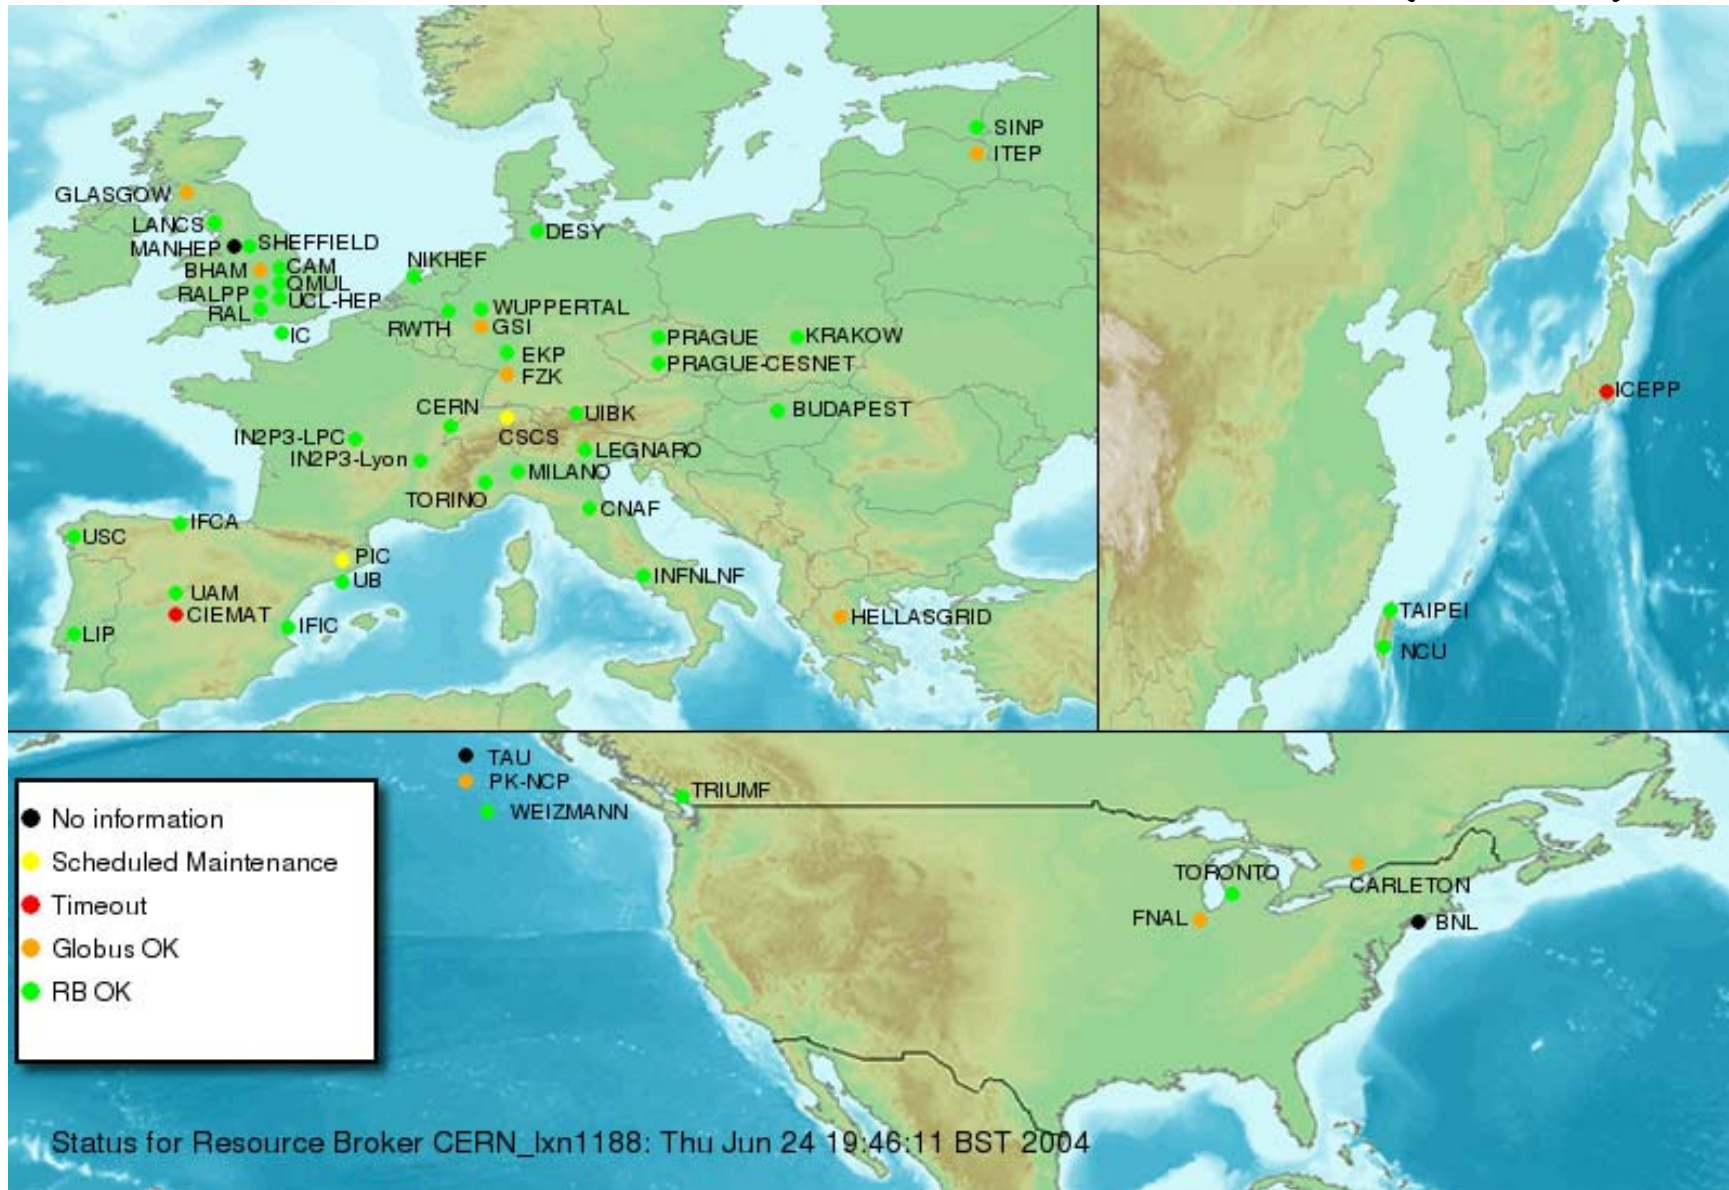 SINP
ITEP
GLASGOW
LANCS
MANHEP
SHEFFIELD
DESY
BHAM
CAM
NIKHEF
QMUL
RALPP
UCL-HEP
RAL
IC
WUPPERTAL
RWTH
GSI
PRAGUE
KRAKOW
EKP
PRAGUE-CESNET
FZK
CERN
UIBK
BUDAPEST
CSCS
IN2P3-LPC
IN2P3-Lyon
LEGNARO
MILANO
TORINO
CNAF
USC
IFCA
PIC
UB
INFNLNF
UAM
CIEMAT
LIP
IFIC
HELLASGRID
ICEPP
TAIPEI
NCU
TAU
PK-NCP
WEIZMANN
TRIUMF
TORONTO
CARLETON
FNAL
BNL
No information
Scheduled Maintenance
Timeout
Globus OK
RB OK
Status for Resource Broker CERN_lxn1188: Thu Jun 24 19:46:11 BST 2004